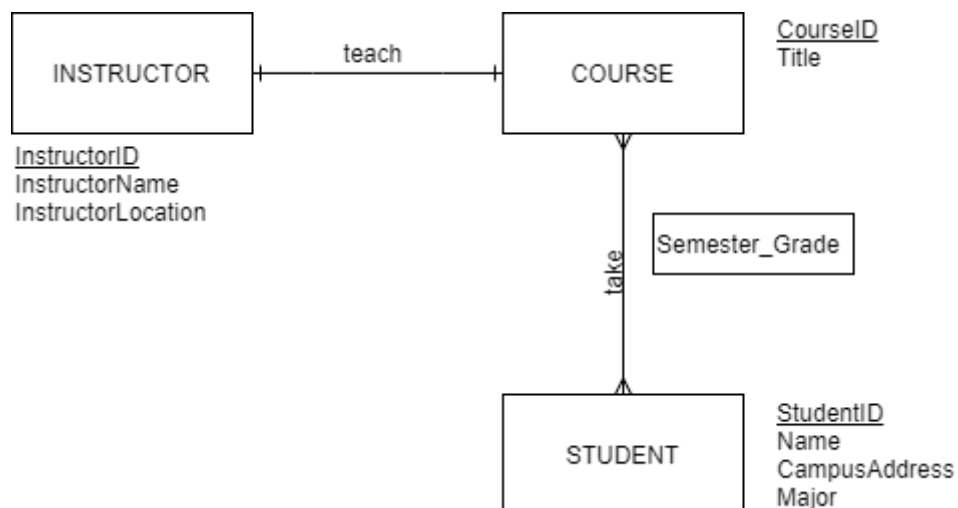 INSTRUCTOR
teach
COURSE
CourseID
Title
InstructorID
InstructorName
InstructorLocation
take
Semester_Grade
STUDENT
StudentID
Name
CampusAddress
Major